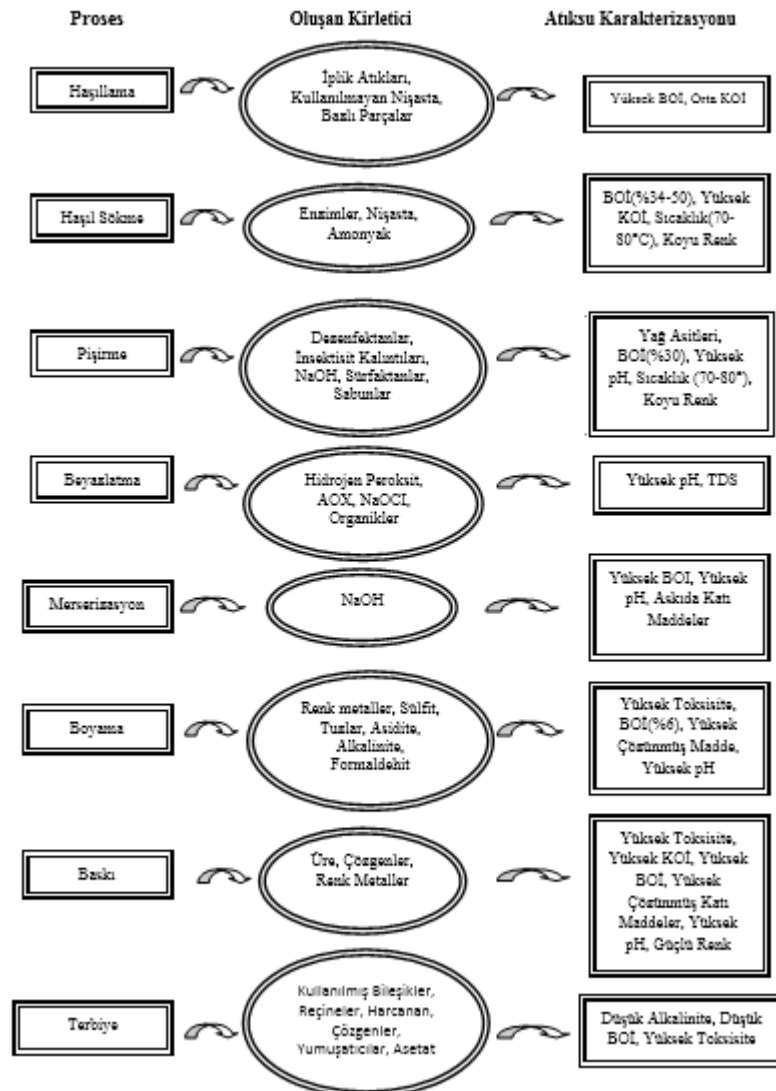 Proses
Oluşan Kirletici
Atıksu Karakterizasyonu
Haşıllama
İplik Atıkları,
Kullanılmayan Nişasta,
Bazlı Parçalar
Yüksek BOİ, Orta KOİ
Haşıl Sökme
Enzimler, Nişasta,
Amonyak
BOİ(%34-50), Yüksek
KOİ, Sıcaklık(70-
80°C), Koyu Renk
Pişirme
Dezenfektanlar,
İnsektisit Kalıntıları,
NaOH, Sürfaktanlar,
Sabunlar
Yağ Asitleri,
BOİ(%30), Yüksek
pH, Sıcaklık (70-80°),
Koyu Renk
Beyazlatma
Hidrojen Peroksit,
AOX, NaOCI,
Organikler
Yüksek pH, TDS
Merserizasyon
NaOH
Yüksek BOI, Yüksek
pH, Askıda Katı
Maddeler
Boyama
Renk metaller, Sülfit,
Tuzlar, Asidite,
Alkalinite,
Formaldehit
Yüksek Toksisite,
BOİ(%6), Yüksek
Çözünmüş Madde,
Yüksek pH
Baskı
Üre, Çözgenler,
Renk Metaller
Yüksek Toksisite,
Yüksek KOİ, Yüksek
BOİ, Yüksek
Çözünmüş Katı
Maddeler, Yüksek
pH, Güçlü Renk
Terbiye
Kullanılmış Bileşikler,
Reçineler, Harcanan,
Çözgenler,
Yumuşatıcılar, Asetat
Düşük Alkalinite, Düşük
BOİ, Yüksek Toksisite